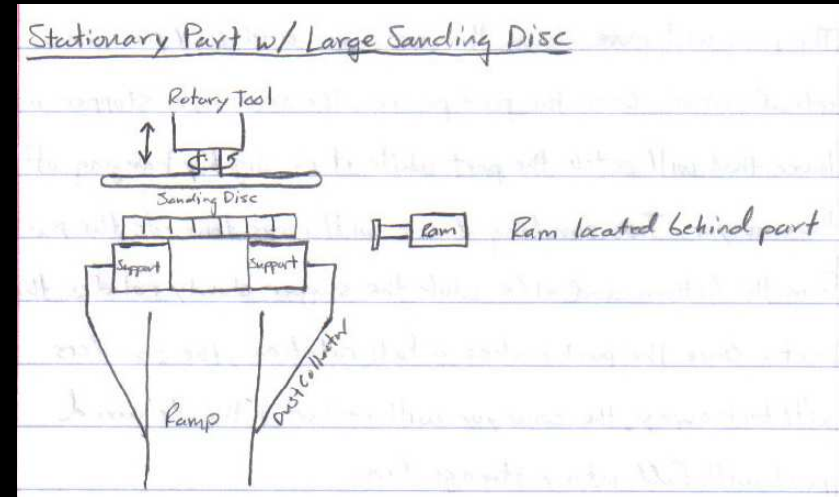 Stationary Part w/ Large Sanding Disc
Rotary Tool
Sanding Disc
Ram
Ram located behind part
Support
Support
Dust Collector
Ramp